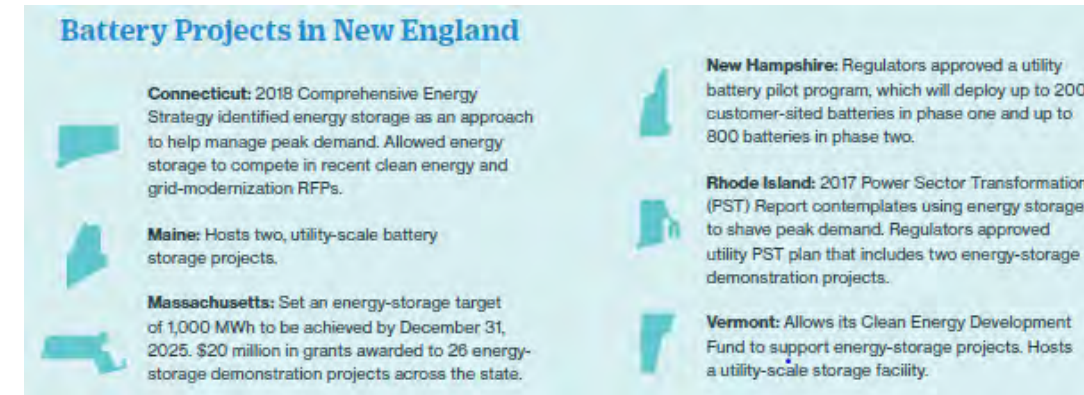 Battery Projects in New England
Connecticut: 2018 Comprehensive Energy
Strategy identified energy storage as an approach
to help manage peak demand. Allowed energy
storage to compete in recent clean energy and
grid-modernization RFPs.
Maine: Hosts two, utility-scale battery
storage projects.
Massachusetts: Set an energy-storage target
of 1,000 MWh to be achieved by December 31,
2025. $20 million in grants awarded to 26 energy-
storage demonstration projects across the state.
New Hampshire: Regulators approved a utility
battery pilot program, which will deploy up to 200
customer-sited batteries in phase one and up to
800 batteries in phase two.
Rhode Island: 2017 Power Sector Transformation
(PST) Report contemplates using energy storage
to shave peak demand. Regulators approved
utility PST plan that includes two energy-storage
demonstration projects.
Vermont: Allows its Clean Energy Development
Fund to support energy-storage projects. Hosts
a utility-scale storage facility.